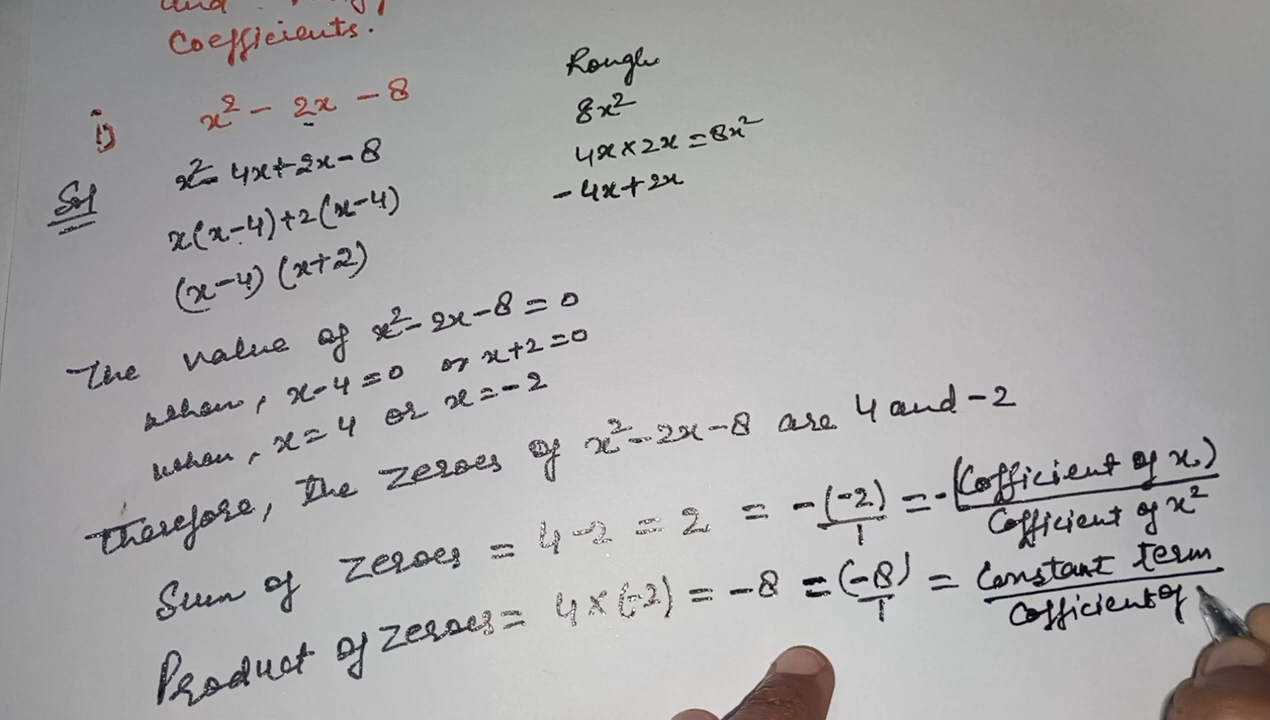 and
Coefficients.
i) x² - 2x - 8
Sol x² - 4x + 2x - 8
x(x-4)+2(x-4)
(x-4) (x+2)
Rough
8x²
4x×2x=8x²
-4x+2x
The value of x²-2x-8=0
when, x-4=0 or x+2=0
when, x=4 or x=-2
Therefore, the zeroes of x²-2x-8 are 4 and -2
Sum of zeroes = 4-2 = 2 = -(-2)/1 = -(Cofficient of x)/Cofficient of x²
Product of zeroes = 4×(-2) = -8 = (-8)/1 = Constant term/Cofficient of